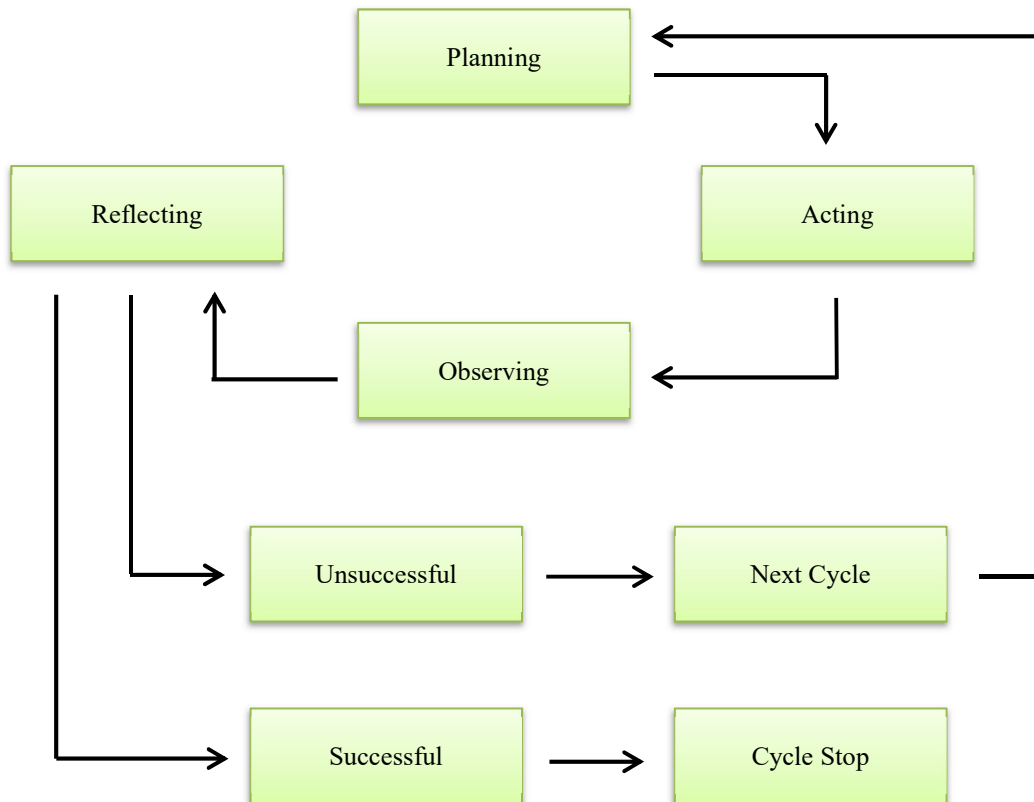 Planning
Reflecting
Acting
Observing
Unsuccessful
Next Cycle
Successful
Cycle Stop